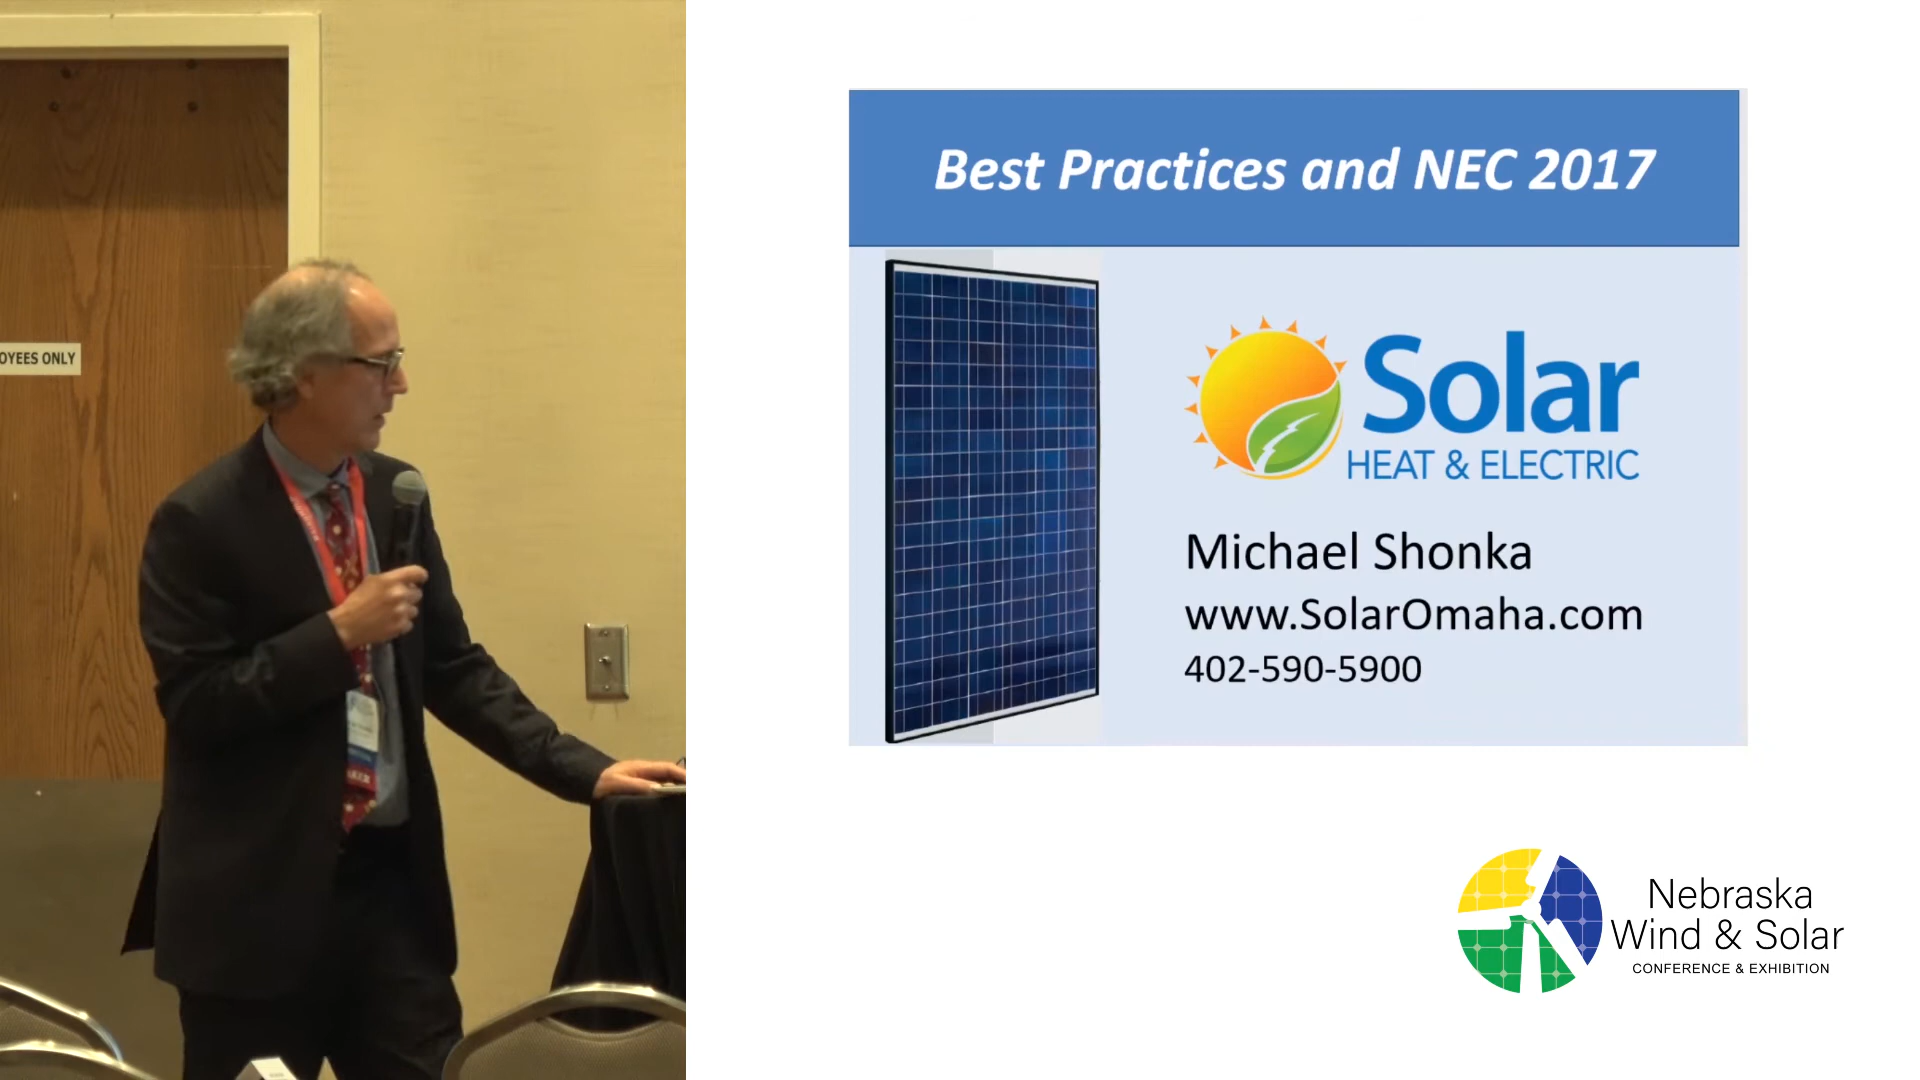 OYEES ONLY
Best Practices and NEC 2017
Solar
HEAT & ELECTRIC
Michael Shonka
www.SolarOmaha.com
402-590-5900
Nebraska
Wind & Solar
CONFERENCE & EXHIBITION